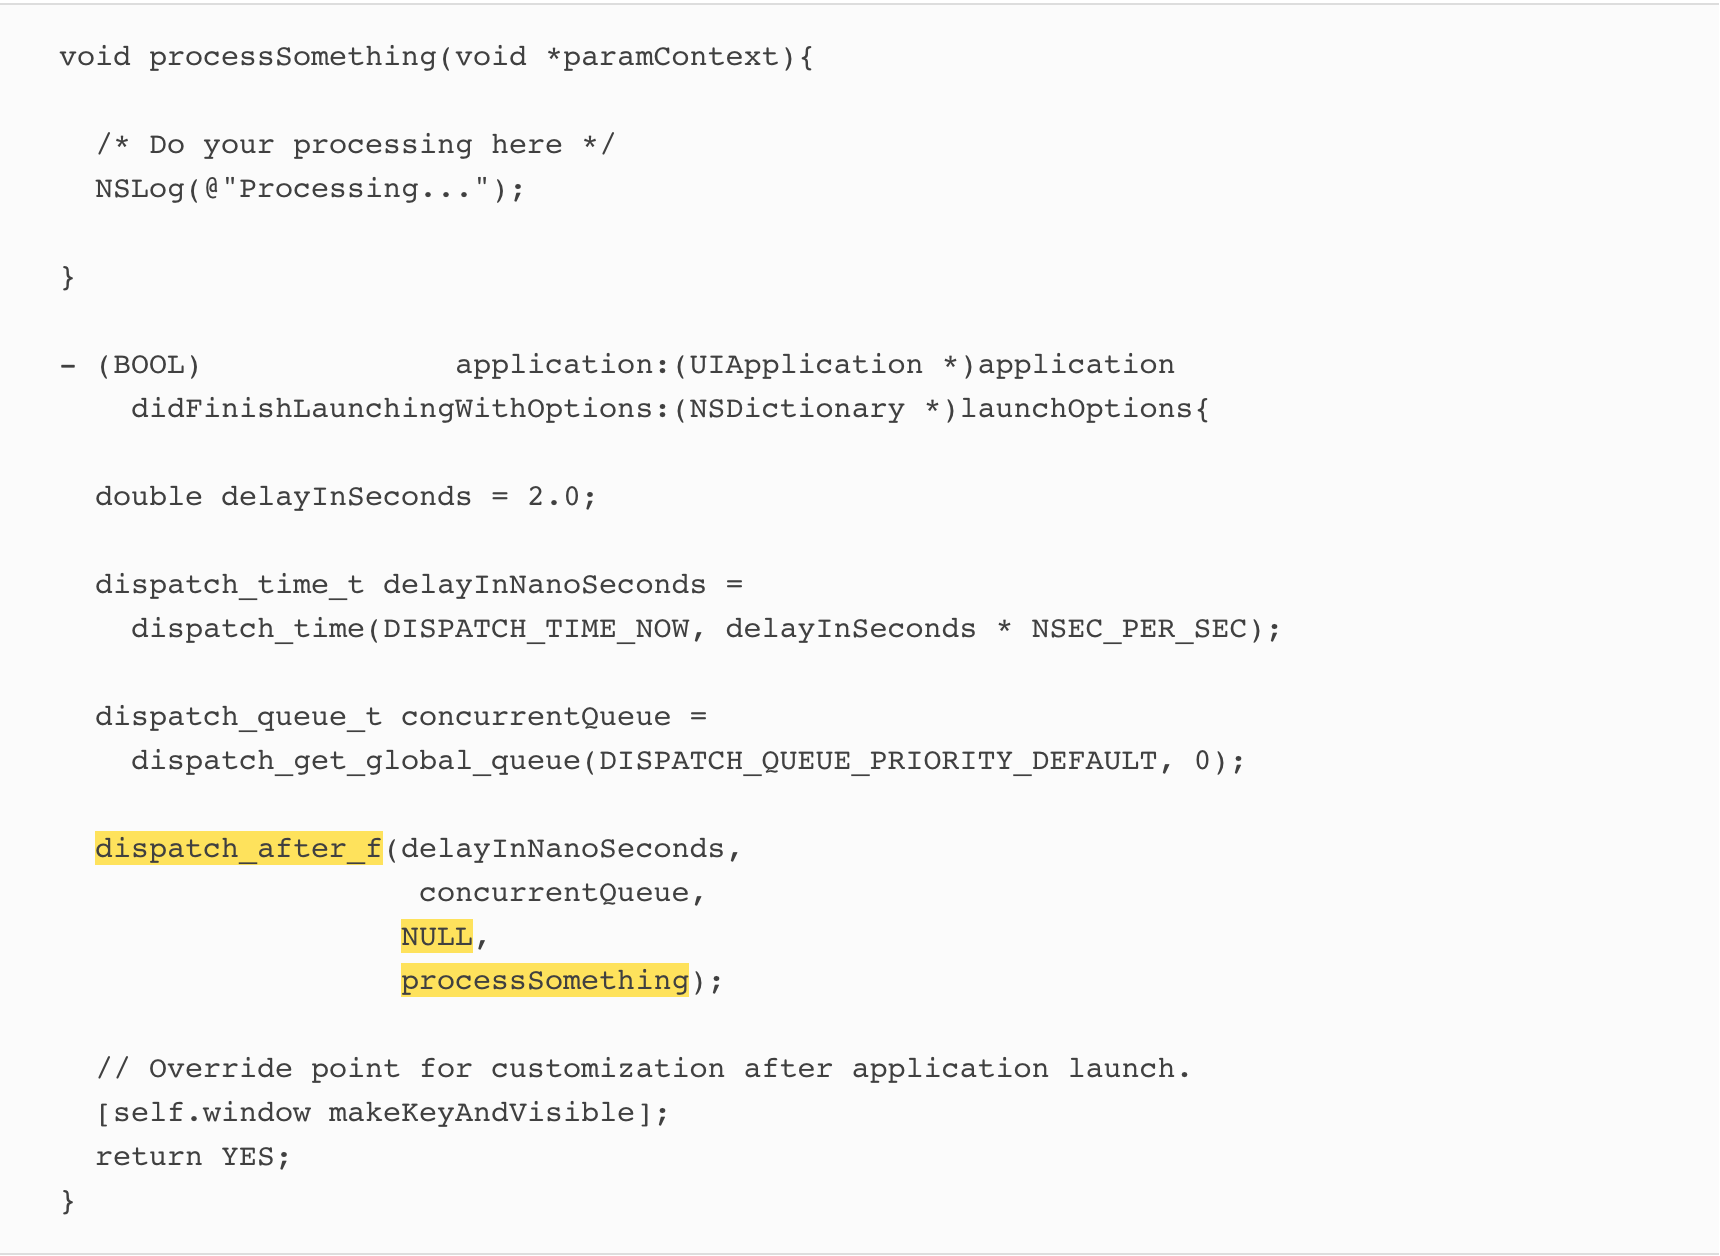 void processSomething(void *paramContext){
/* Do your processing here */
NSLog(@"Processing...");
}
- (BOOL)              application:(UIApplication *)application
didFinishLaunchingWithOptions:(NSDictionary *)launchOptions{
double delayInSeconds = 2.0;
dispatch_time_t delayInNanoSeconds =
dispatch_time(DISPATCH_TIME_NOW, delayInSeconds * NSEC_PER_SEC);
dispatch_queue_t concurrentQueue =
dispatch_get_global_queue(DISPATCH_QUEUE_PRIORITY_DEFAULT, 0);
dispatch_after_f(delayInNanoSeconds,
concurrentQueue,
NULL,
processSomething);
// Override point for customization after application launch.
[self.window makeKeyAndVisible];
return YES;
}